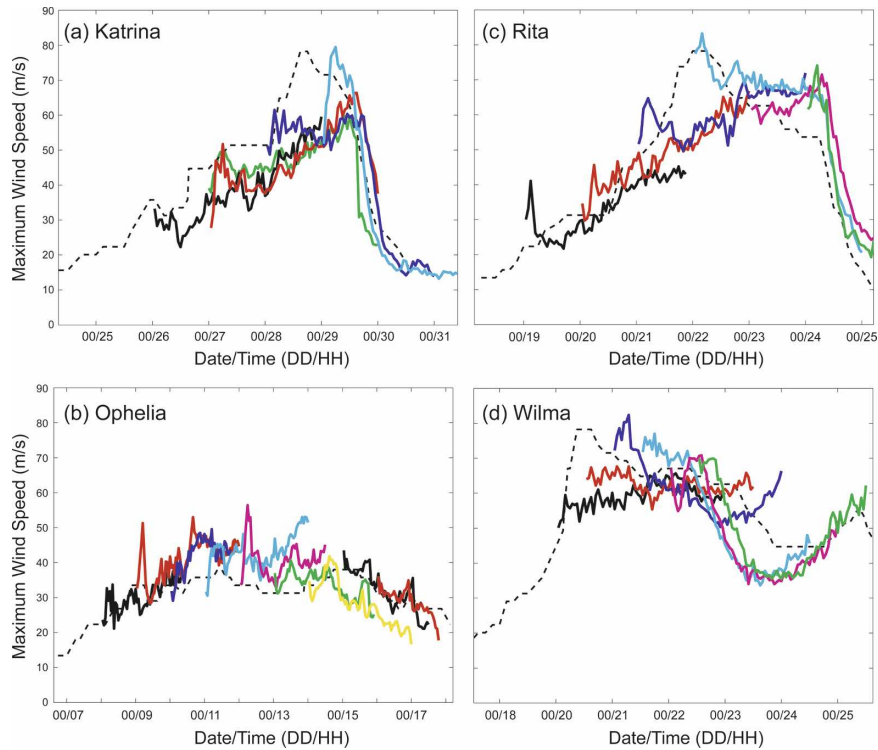 (a) Katrina
90
80
70
60
50
40
30
20
10
0
Maximum Wind Speed (m/s)
00/25 00/26 00/27 00/28 00/29 00/30 00/31
Date/Time (DD/HH)
(c) Rita
00/19 00/20 00/21 00/22 00/23 00/24 00/25
Date/Time (DD/HH)
(b) Ophelia
90
80
70
60
50
40
30
20
10
0
Maximum Wind Speed (m/s)
00/07 00/09 00/11 00/13 00/15 00/17
Date/Time (DD/HH)
(d) Wilma
00/18 00/20 00/21 00/22 00/23 00/24 00/25
Date/Time (DD/HH)